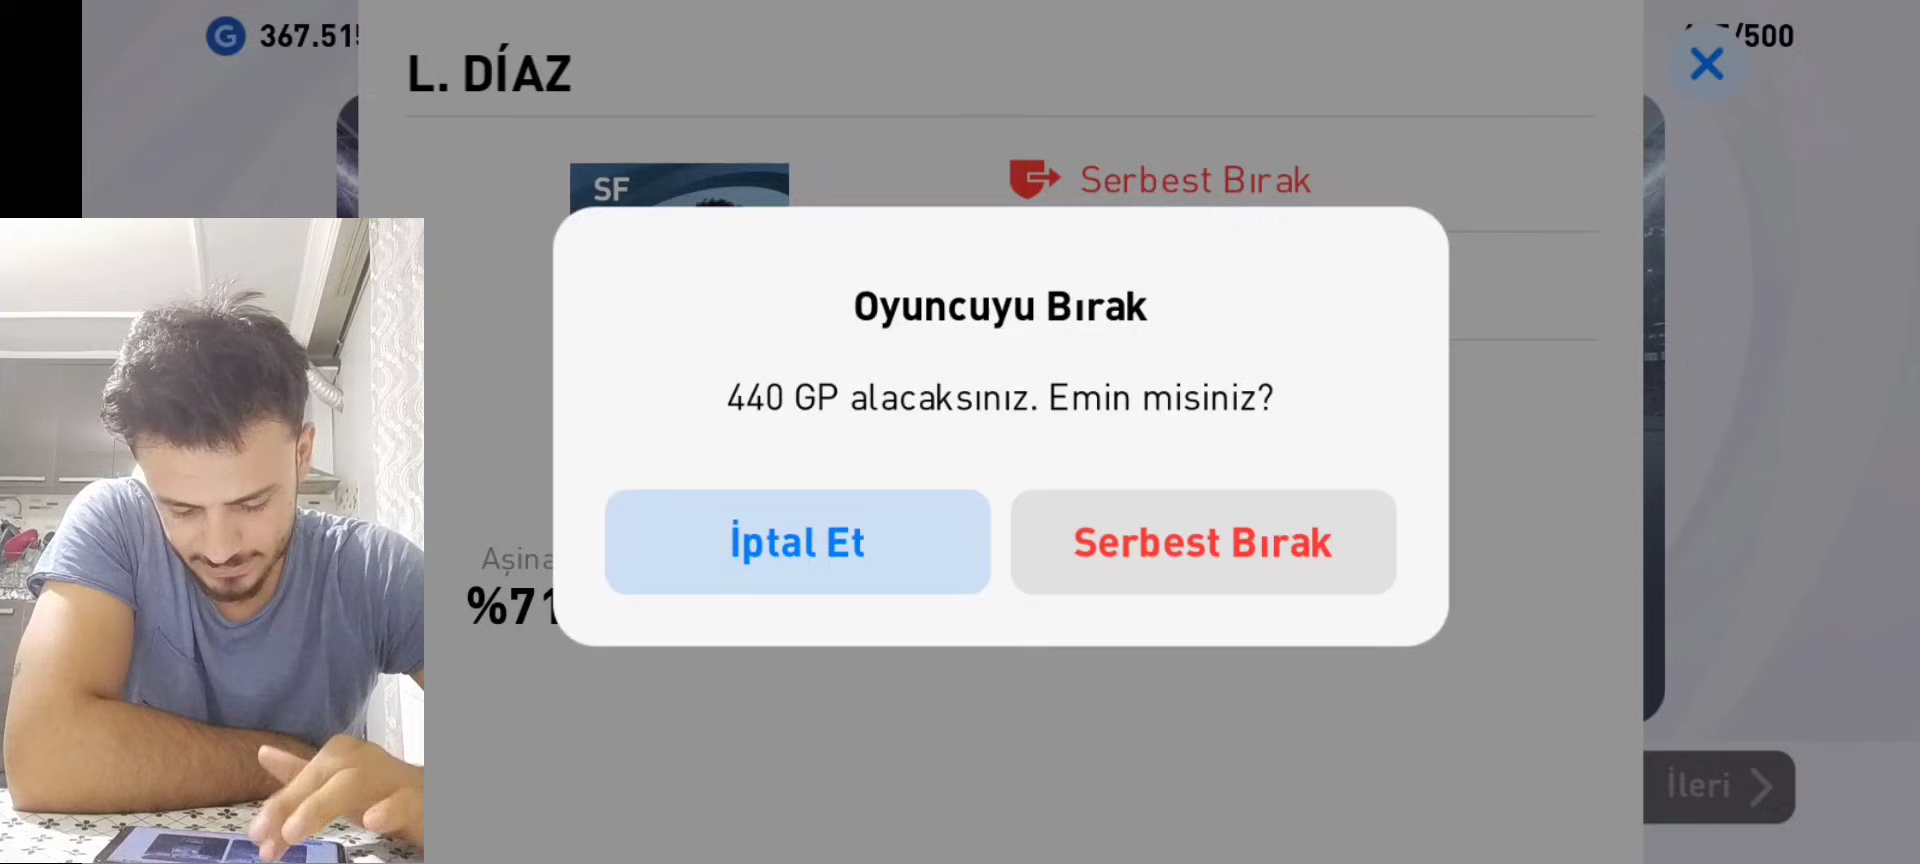 G 367.51
/500
L. DÍAZ
SF
Serbest Bırak
Oyuncuyu Bırak
440 GP alacaksınız. Emin misiniz?
İptal Et
Serbest Bırak
%71
İleri